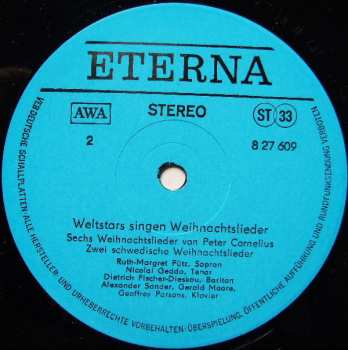 ETERNA
AWA
STEREO
ST 33
2
8 27 609
Weltstars singen Weihnachtslieder
Sechs Weihnachtslieder von Peter Cornelius
Zwei schwedische Weihnachtslieder
Ruth-Margret Pütz, Sopran
Nicolai Gedda, Tenor
Dietrich Fischer-Dieskau, Bariton
Alexander Sander, Gerald Moore,
Geoffrey Parsons, Klavier
VEB DEUTSCHE SCHALLPLATTEN · ALLE HERSTELLER- UND URHEBERRECHTE VORBEHALTEN · ÜBERSPIELUNG, ÖFFENTLICHE AUFFÜHRUNG UND RUNDFUNKSENDUNG VERBOTEN